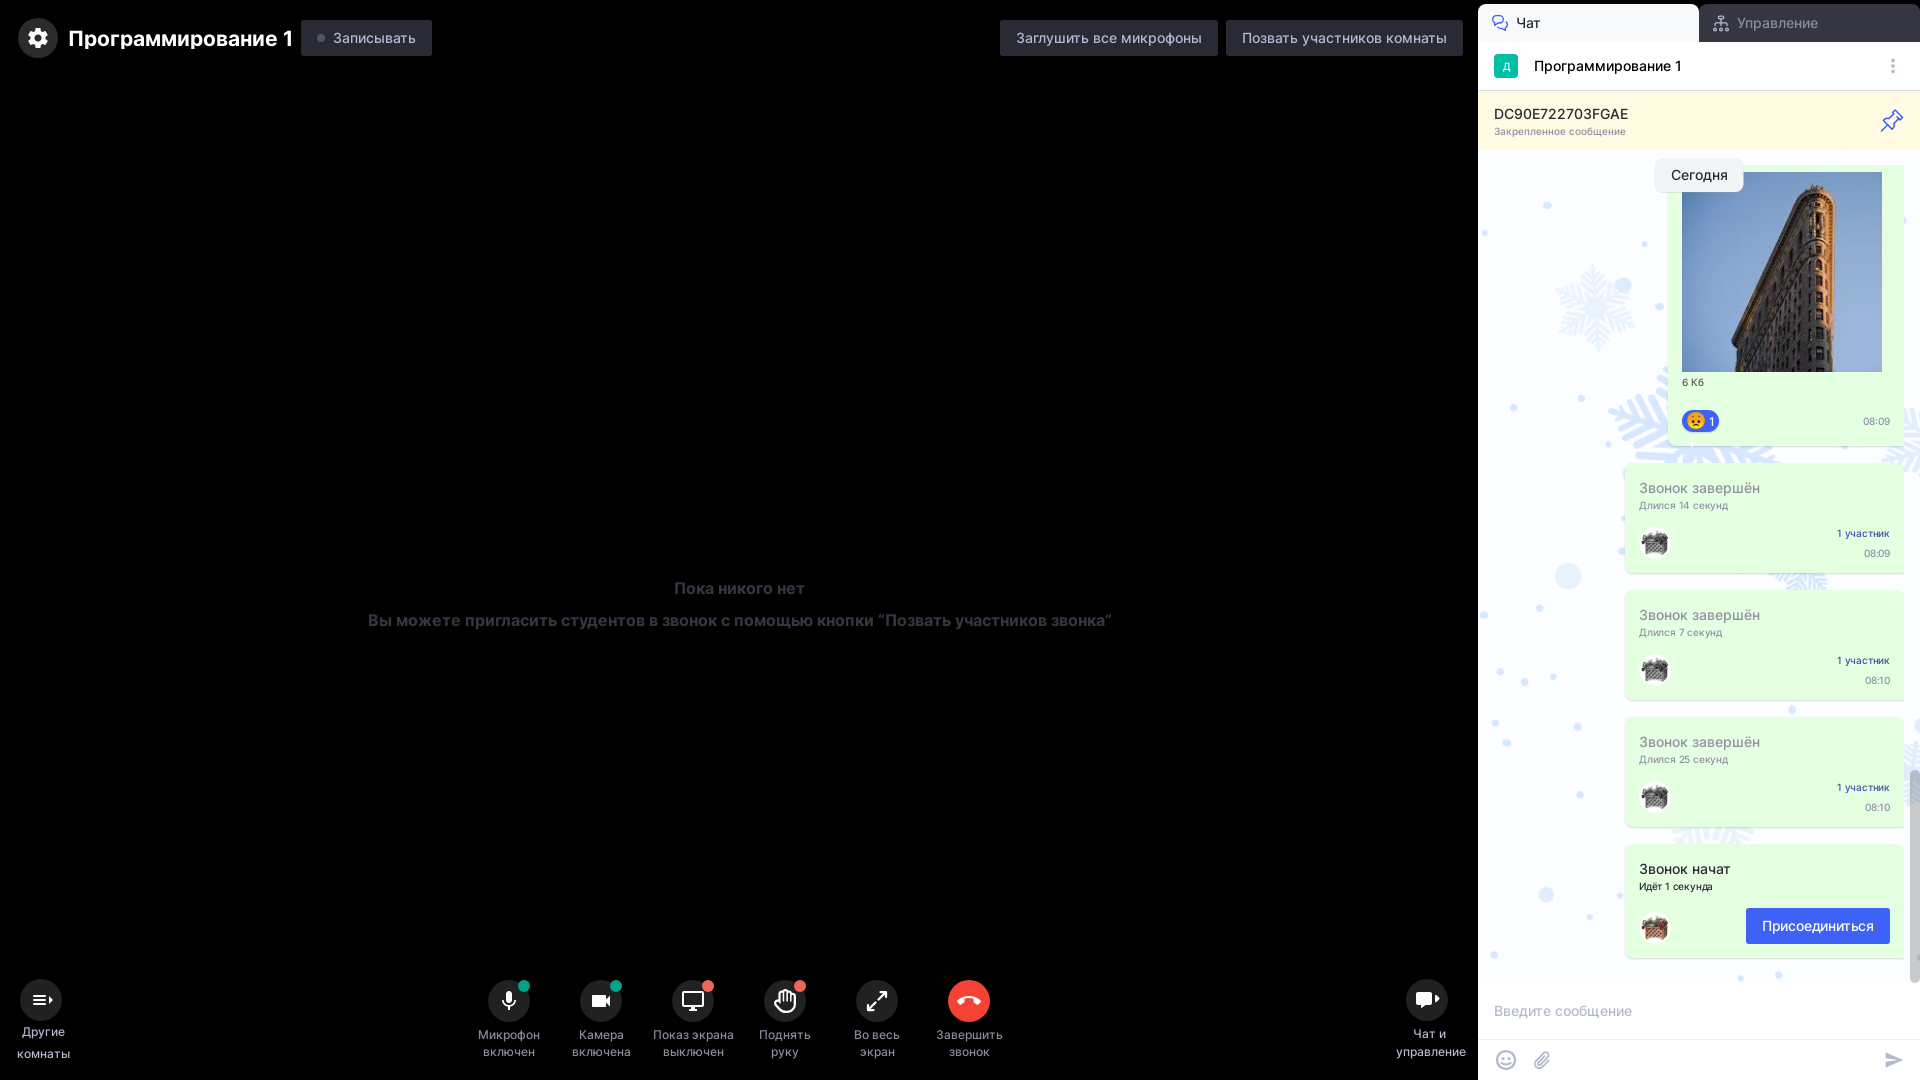 Программирование 1
Записывать
Заглушить все микрофоны
Позвать участников комнаты
Пока никого нет
Вы можете пригласить студентов в звонок с помощью кнопки “Позвать участников звонка”
Другие
комнаты
Микрофон
включен
Камера
включена
Показ экрана
выключен
Поднять
руку
Во весь
экран
Завершить
звонок
Чат и
управление
Чат
Управление
Д
Программирование 1
DC90E722703FGAE
Закрепленное сообщение
Сегодня
6 Кб
1
08:09
Звонок завершён
Длился 14 секунд
1 участник
08:09
Звонок завершён
Длился 7 секунд
1 участник
08:10
Звонок завершён
Длился 25 секунд
1 участник
08:10
Звонок начат
Идёт 1 секунда
Присоединиться
Введите сообщение